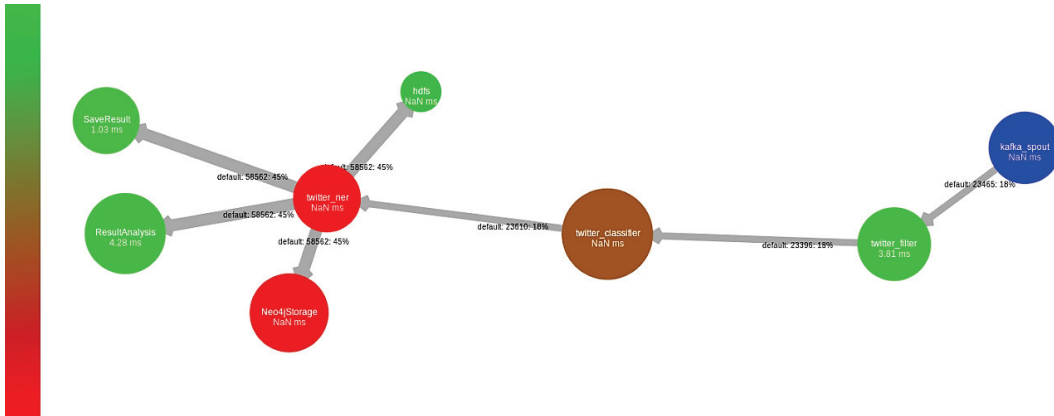 hdfs
NaN ms
SaveResult
1.03 ms
kafka_spout
NaN ms
default: 58562: 45%
default: 58562: 45%
default: 23465: 18%
twitter_ner
NaN ms
default: 58562: 45%
default: 23610: 18%
ResultAnalysis
4.28 ms
default: 58562: 45%
twitter_classifier
NaN ms
default: 23396: 18%
twitter_filter
3.81 ms
Neo4jStorage
NaN ms